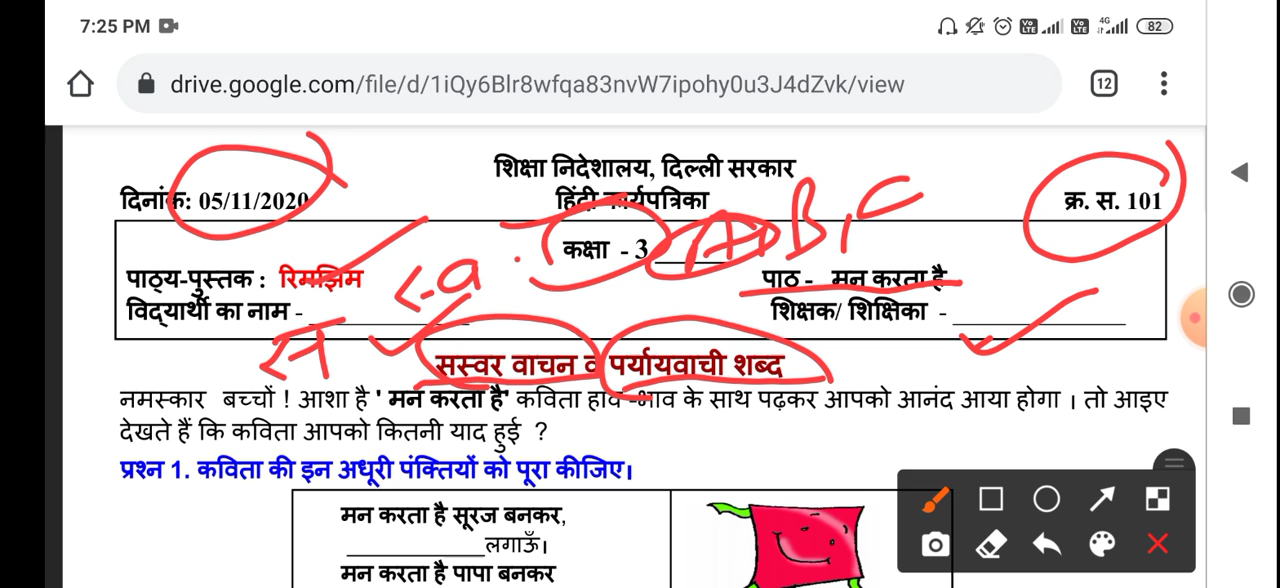 7:25 PM
4G 82
drive.google.com/file/d/1iQy6Blr8wfqa83nvW7ipohy0u3J4dZvk/view
12
शिक्षा निदेशालय, दिल्ली सरकार
दिनांक: 05/11/2020 हिंदी कार्यपत्रिका क्र. स. 101
कक्षा - 3 A, B, C
पाठ्य-पुस्तक : रिमझिम पाठ - मन करता है
विद्यार्थी का नाम - शिक्षक/ शिक्षिका -
सस्वर वाचन व पर्यायवाची शब्द
नमस्कार बच्चों ! आशा है ' मन करता है' कविता हाव -भाव के साथ पढ़कर आपको आनंद आया होगा । तो आइए
देखते हैं कि कविता आपको कितनी याद हुई ?
प्रश्न 1. कविता की इन अधूरी पंक्तियों को पूरा कीजिए।
मन करता है सूरज बनकर,
____________लगाऊँ।
मन करता है पापा बनकर